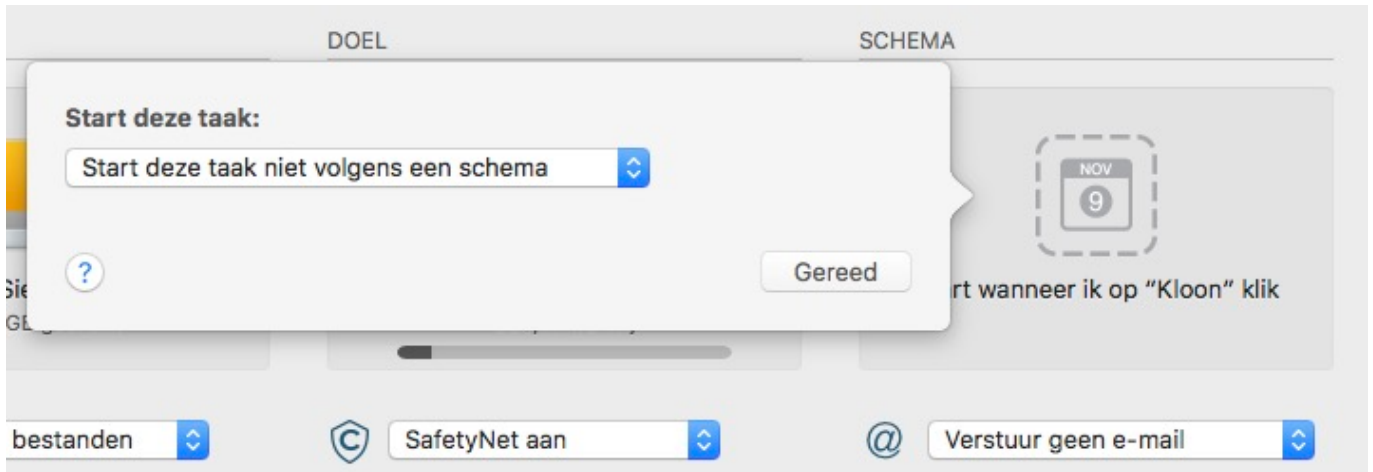 DOEL
SCHEMA
Start deze taak:
Start deze taak niet volgens een schema
NOV
9
?
Gereed
rt wanneer ik op “Kloon” klik
bestanden
SafetyNet aan
@
Verstuur geen e-mail